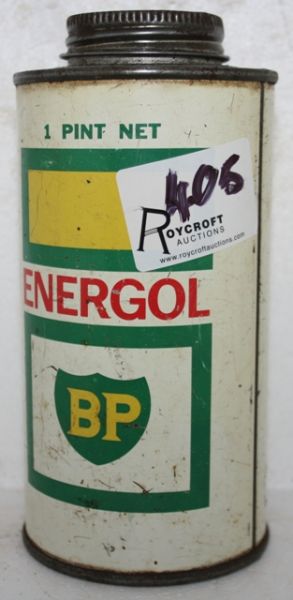 1 PINT NET
406
ROYCROFT
AUCTIONS
www.roycroftauctions.com
ENERGOL
BP